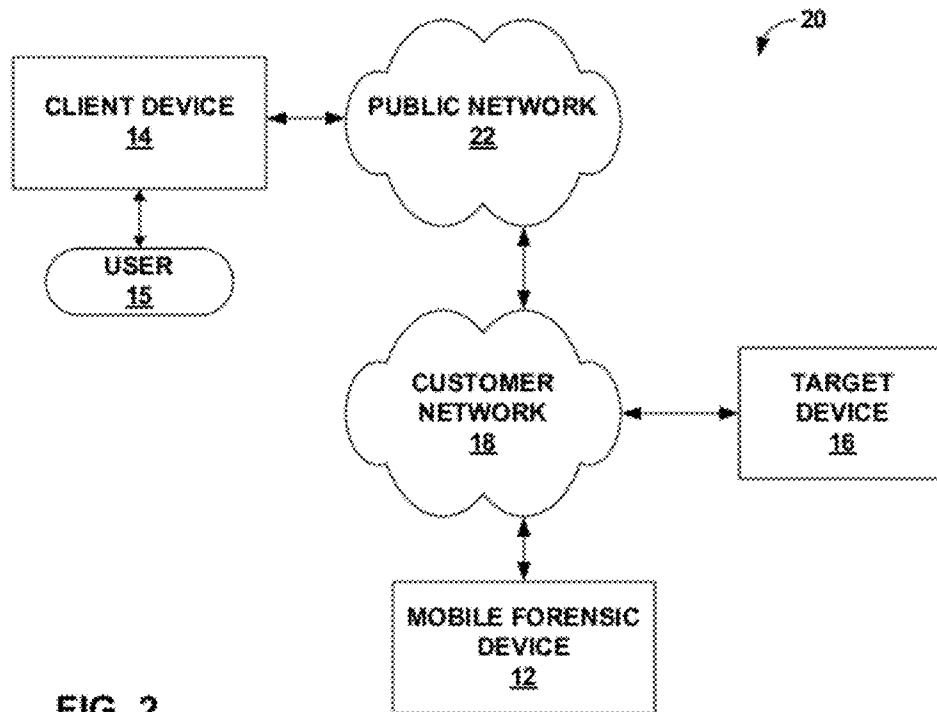 20
CLIENT DEVICE
14
PUBLIC NETWORK
22
USER
15
CUSTOMER
NETWORK
18
TARGET
DEVICE
16
MOBILE FORENSIC
DEVICE
12
FIG. 2